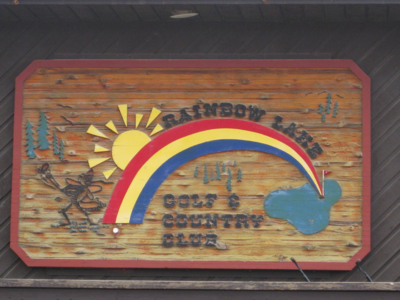 RAINBOW LAKE
GOLF &
COUNTRY
CLUB